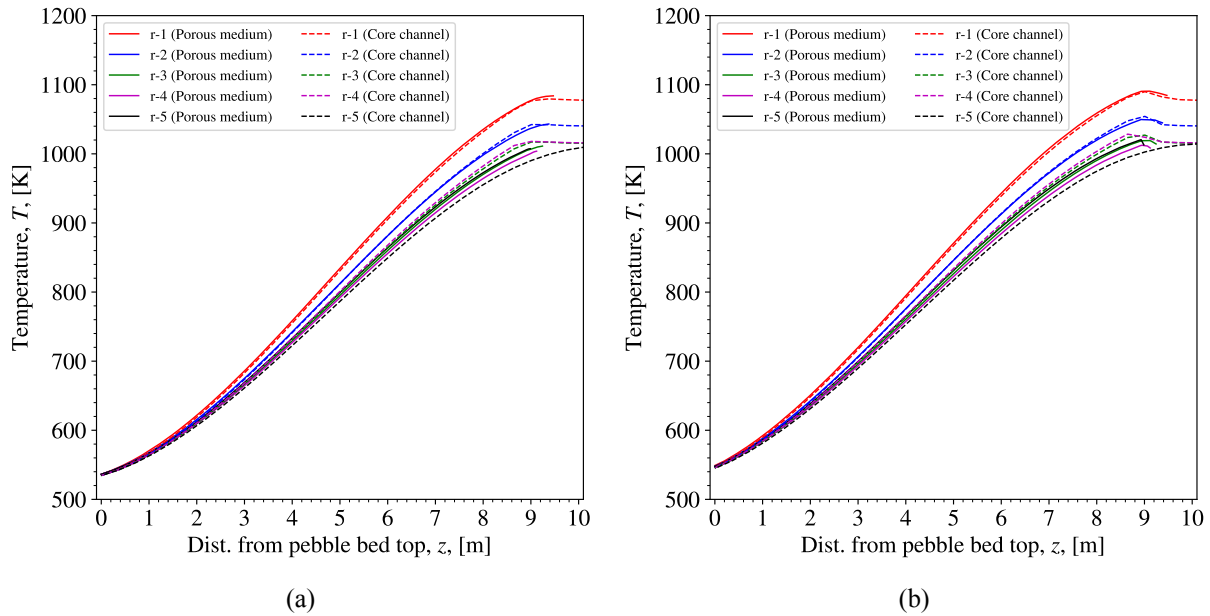 1200
1100
1000
900
800
700
600
500
Temperature, T, [K]
r-1 (Porous medium) r-1 (Core channel)
r-2 (Porous medium) r-2 (Core channel)
r-3 (Porous medium) r-3 (Core channel)
r-4 (Porous medium) r-4 (Core channel)
r-5 (Porous medium) r-5 (Core channel)
0 1 2 3 4 5 6 7 8 9 10
Dist. from pebble bed top, z, [m]
(a)
1200
1100
1000
900
800
700
600
500
Temperature, T, [K]
r-1 (Porous medium) r-1 (Core channel)
r-2 (Porous medium) r-2 (Core channel)
r-3 (Porous medium) r-3 (Core channel)
r-4 (Porous medium) r-4 (Core channel)
r-5 (Porous medium) r-5 (Core channel)
0 1 2 3 4 5 6 7 8 9 10
Dist. from pebble bed top, z, [m]
(b)